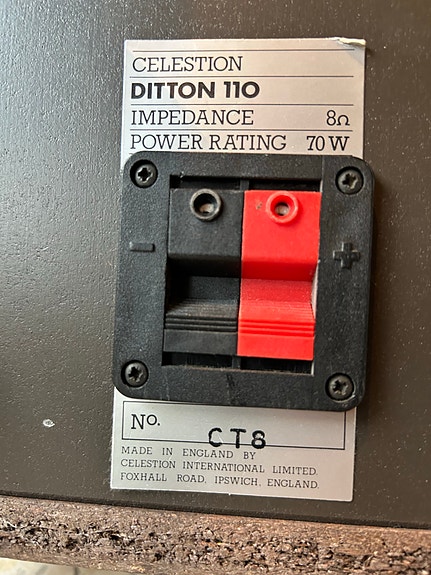 CELESTION
DITTON 110
IMPEDANCE 8Ω
POWER RATING 70 W
- +
No. CT8
MADE IN ENGLAND BY
CELESTION INTERNATIONAL LIMITED.
FOXHALL ROAD, IPSWICH, ENGLAND.